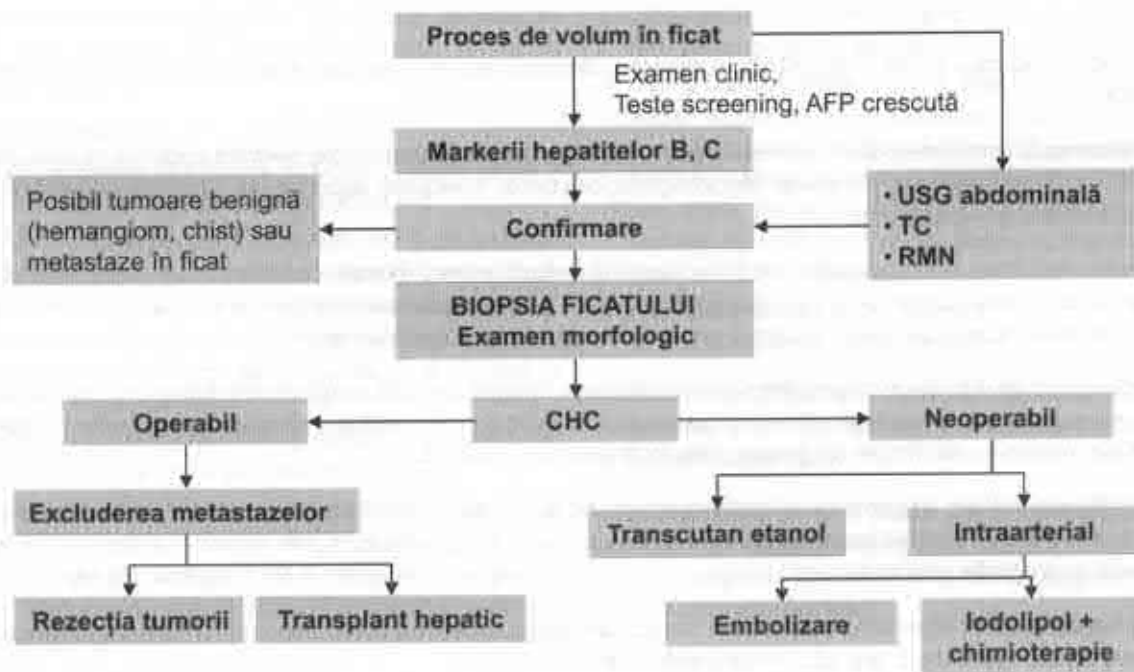 Proces de volum în ficat
Examen clinic,
Teste screening, AFP crescută
Markerii hepatitelor B, C
Posibil tumoare benignă
(hemangiom, chist) sau
metastaze în ficat
Confirmare
• USG abdominală
• TC
• RMN
BIOPSIA FICATULUI
Examen morfologic
Operabil
CHC
Neoperabil
Excluderea metastazelor
Transcutan etanol
Intraarterial
Rezecția tumorii
Transplant hepatic
Embolizare
Iodolipol +
chimioterapie